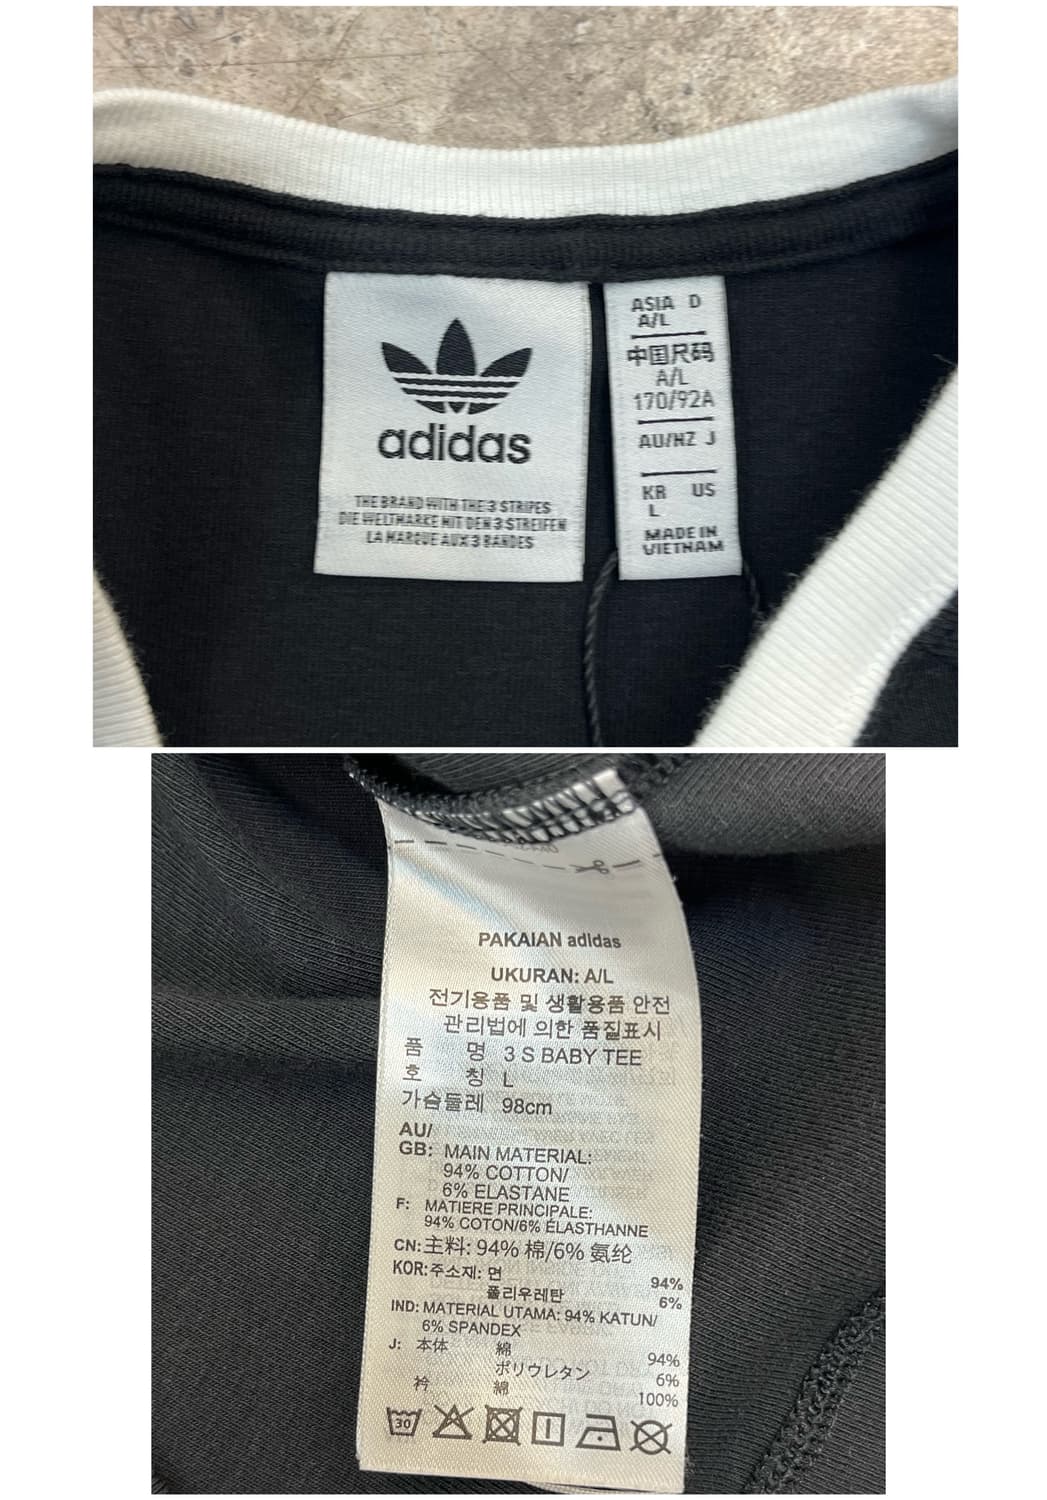 adidas
THE BRAND WITH THE 3 STRIPES
DIE WELTMARKE MIT DEN 3 STREIFEN
LA MARQUE AUX 3 BANDES
ASIA D
A/L
中国尺码
A/L
170/92A
AU/NZ J
KR US
L
MADE IN
VIETNAM
PAKAIAN adidas
UKURAN: A/L
전기용품 및 생활용품 안전
관리법에 의한 품질표시
품 명 3 S BABY TEE
호 칭 L
가슴둘레 98cm
AU/
GB: MAIN MATERIAL:
94% COTTON/
6% ELASTANE
F: MATIERE PRINCIPALE:
94% COTON/6% ÉLASTHANNE
CN: 主料: 94% 棉/6% 氨纶
KOR: 주소재: 면 94%
폴리우레탄 6%
IND: MATERIAL UTAMA: 94% KATUN/
6% SPANDEX
J: 本体 綿 94%
ポリウレタン 6%
衿 綿 100%
30